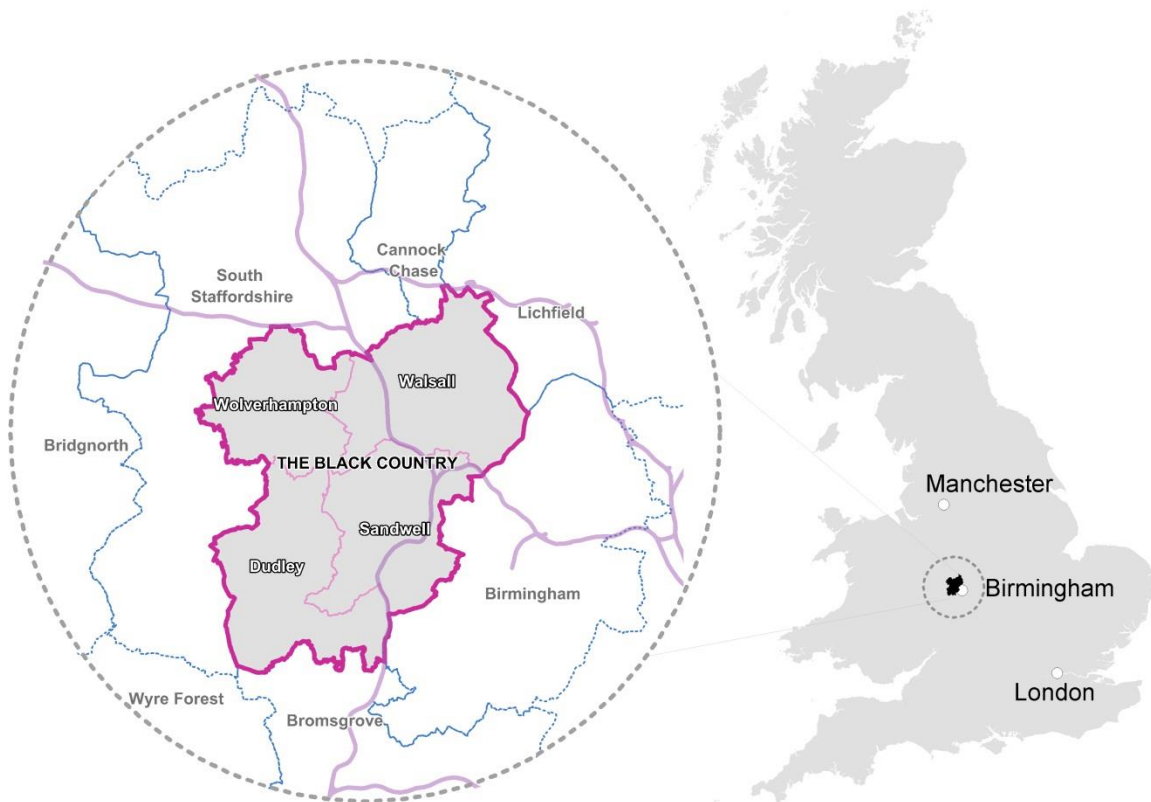 Cannock
Chase
South
Staffordshire
Lichfield
Walsall
Wolverhampton
Bridgnorth
THE BLACK COUNTRY
Sandwell
Dudley
Birmingham
Wyre Forest
Bromsgrove
Manchester
Birmingham
London